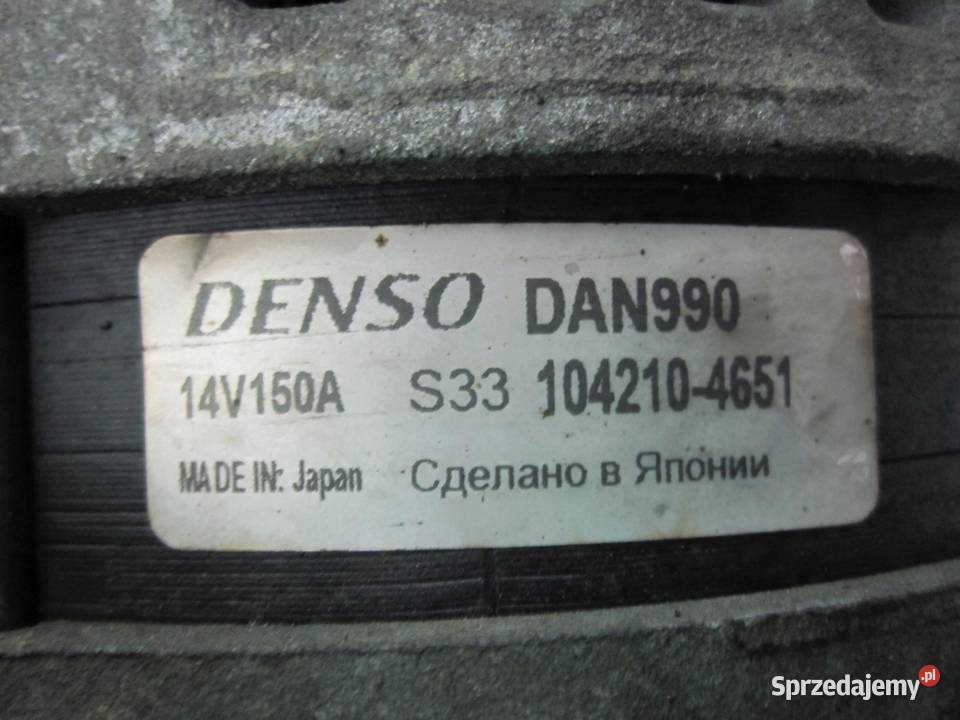 DENSO DAN990
14V150A S33 104210-4651
MADE IN: Japan Сделано в Японии
Sprzedajemy.pl